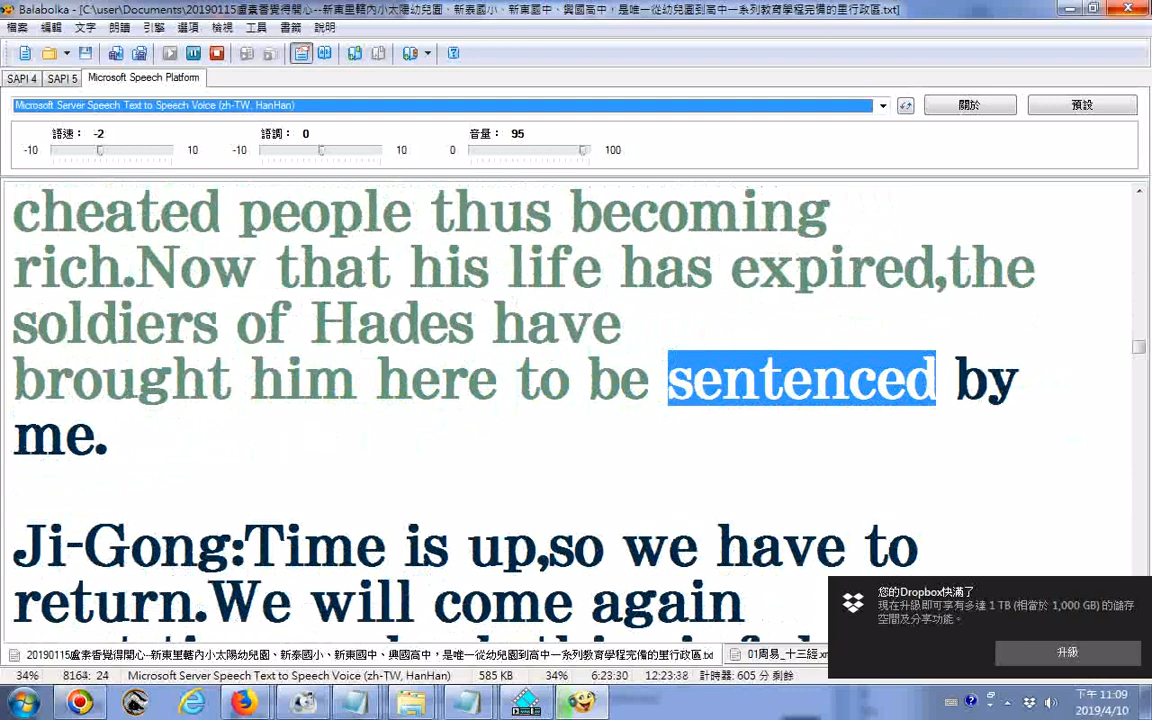 Balabolka - [C:\user\Documents\20190115盧素香覺得開心--新東里轄內小太陽幼兒園、新泰國小、新東國中、興國高中，是唯一從幼兒園到高中一系列教育學程完備的里行政區.txt]
檔案 編輯 文字 朗讀 引擎 選項 檢視 工具 書籤 說明
SAPI 4 SAPI 5 Microsoft Speech Platform
Microsoft Server Speech Text to Speech Voice (zh-TW, HanHan)
關於 預設
語速： -2 語調： 0 音量： 95
-10 10 -10 10 0 100
cheated people thus becoming
rich.Now that his life has expired,the
soldiers of Hades have
brought him here to be sentenced by
me.
Ji-Gong:Time is up,so we have to
return.We will come again
您的Dropbox快滿了
現在升級即可享有多達 1 TB (相當於 1,000 GB) 的儲存
空間及分享功能。
升級
20190115盧素香覺得開心--新東里轄內小太陽幼兒園、新泰國小、新東國中、興國高中，是唯一從幼兒園到高中一系列教育學程完備的里行政區.txt
01周易_十三經
34% 8164: 24 Microsoft Server Speech Text to Speech Voice (zh-TW, HanHan) 585 KB 34% 6:23:30 12:23:38 計時器: 605 分 剩餘
下午 11:09
2019/4/10